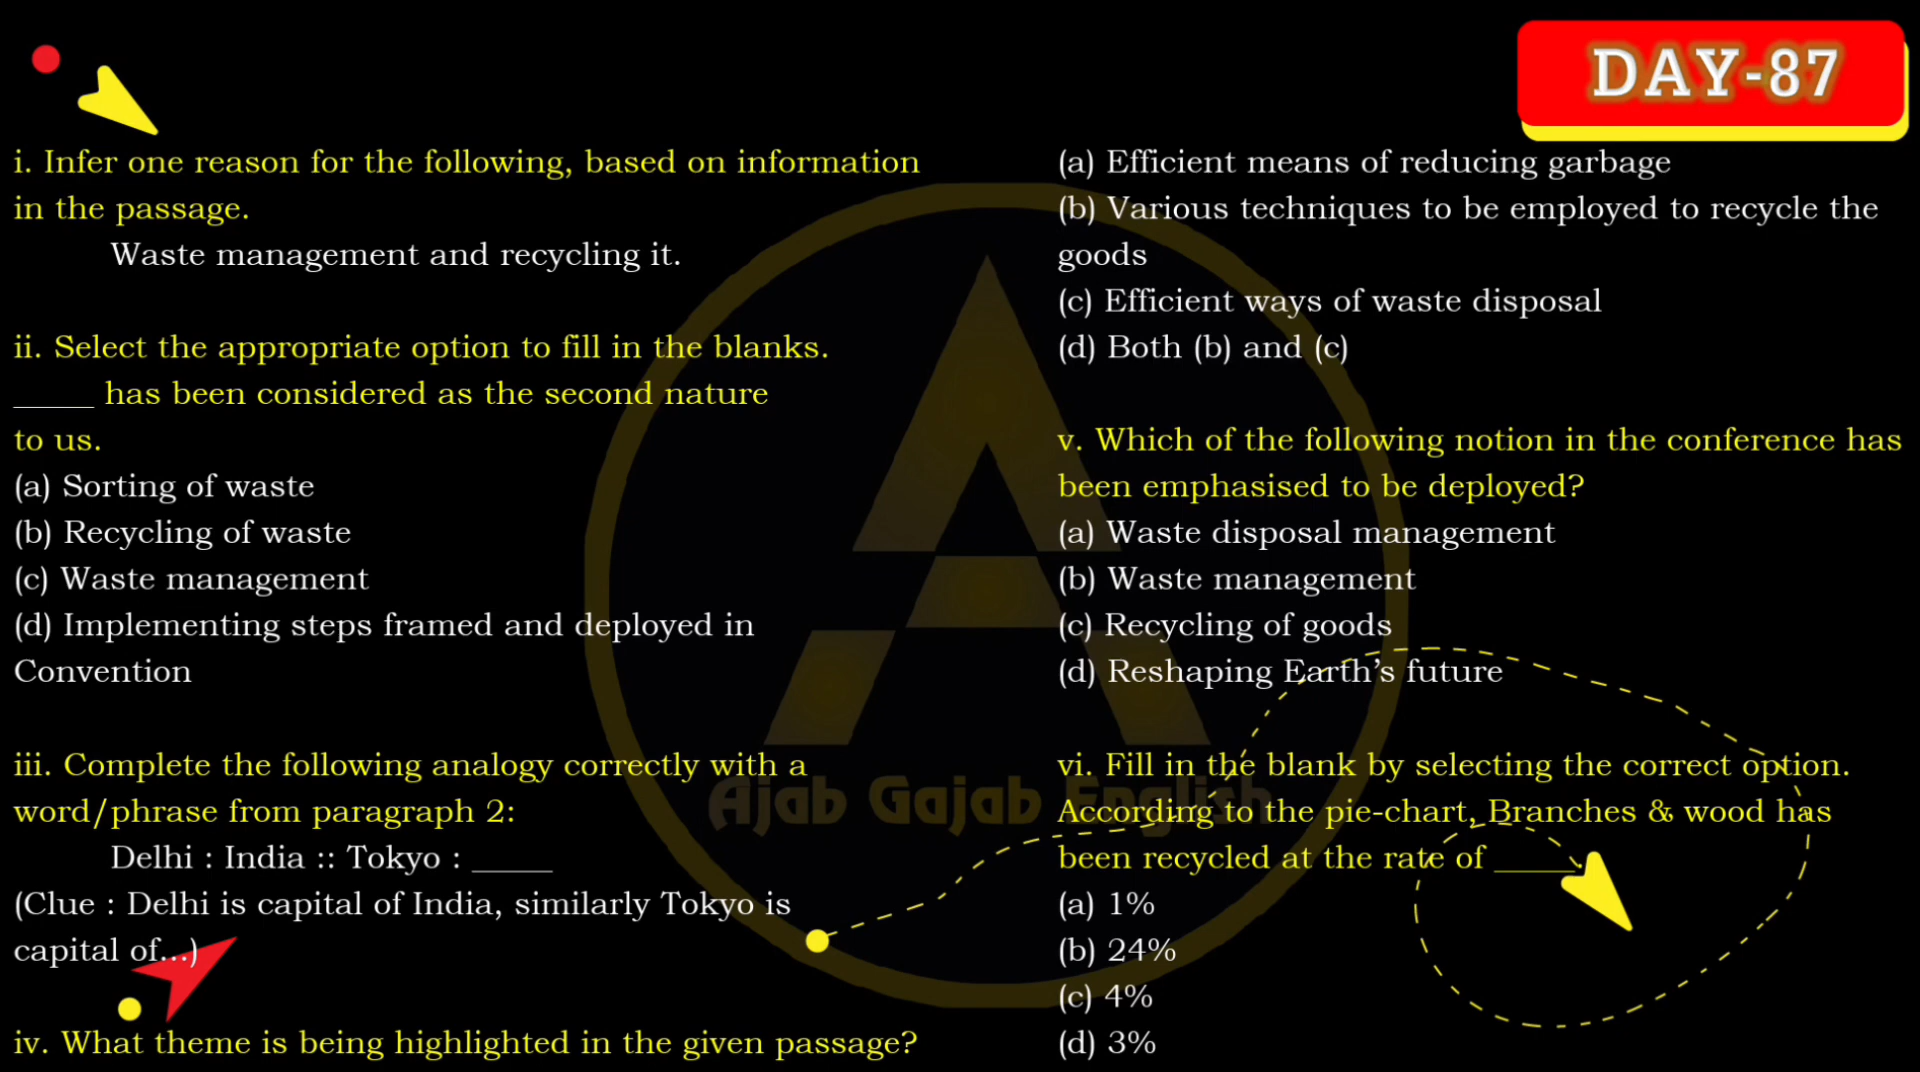 DAY-87
i. Infer one reason for the following, based on information
in the passage.
Waste management and recycling it.
ii. Select the appropriate option to fill in the blanks.
_____ has been considered as the second nature
to us.
(a) Sorting of waste
(b) Recycling of waste
(c) Waste management
(d) Implementing steps framed and deployed in
Convention
iii. Complete the following analogy correctly with a
word/phrase from paragraph 2:
Delhi : India :: Tokyo : _____
(Clue : Delhi is capital of India, similarly Tokyo is
capital of...)
iv. What theme is being highlighted in the given passage?
(a) Efficient means of reducing garbage
(b) Various techniques to be employed to recycle the
goods
(c) Efficient ways of waste disposal
(d) Both (b) and (c)
v. Which of the following notion in the conference has
been emphasised to be deployed?
(a) Waste disposal management
(b) Waste management
(c) Recycling of goods
(d) Reshaping Earth's future
vi. Fill in the blank by selecting the correct option.
According to the pie-chart, Branches & wood has
been recycled at the rate of _____.
(a) 1%
(b) 24%
(c) 4%
(d) 3%
Ajab Gajab English